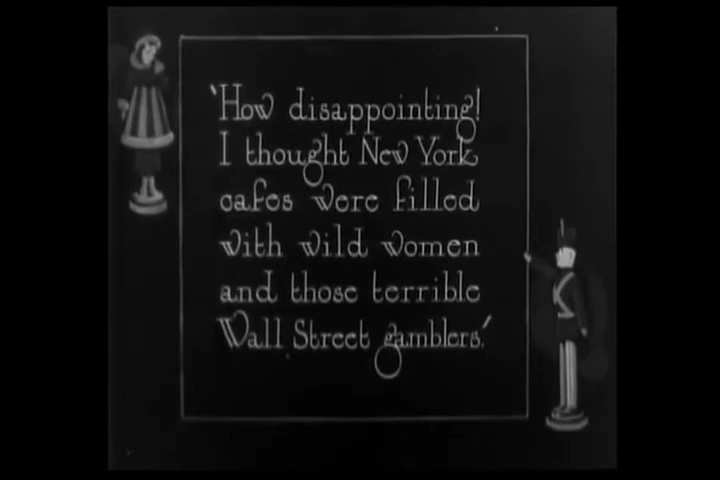 'How disappointing!
I thought New York
cafes were filled
with wild women
and those terrible
Wall Street gamblers.'